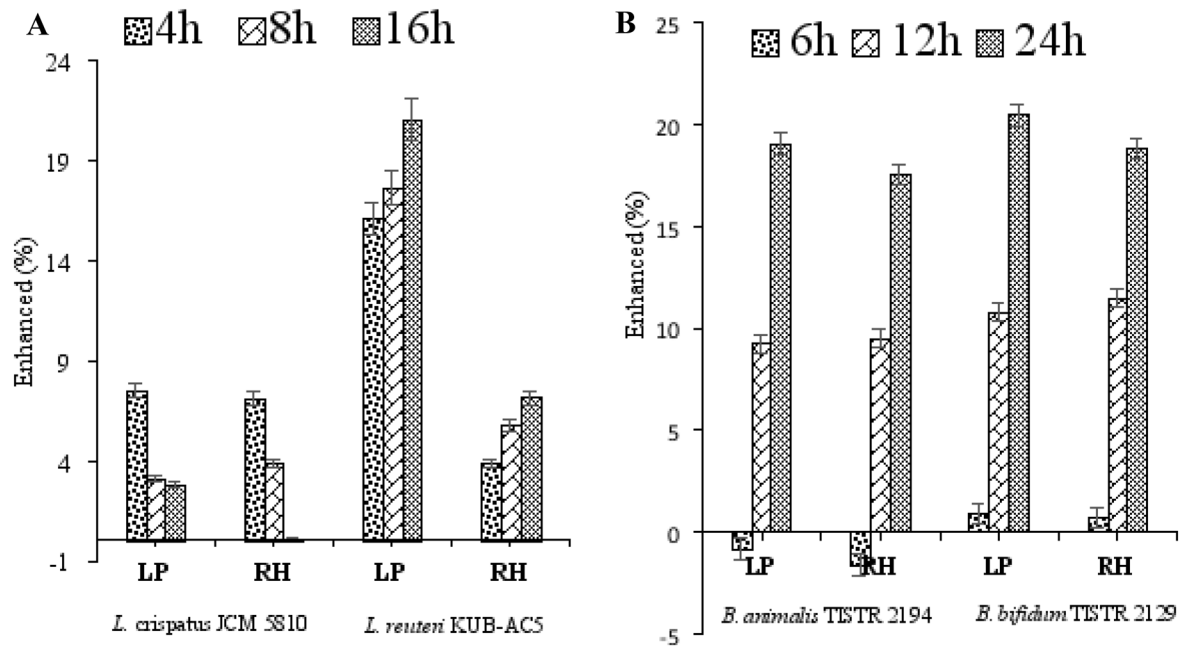 A
4h 8h 16h
24
19
14
9
4
-1
Enhanced (%)
LP RH LP RH
L. crispatus JCM 5810 L. reuteri KUB-AC5
B
6h 12h 24h
25
20
15
10
5
0
-5
Enhanced (%)
LP RH LP RH
B. animalis TISTR 2194 B. bifidum TISTR 2129